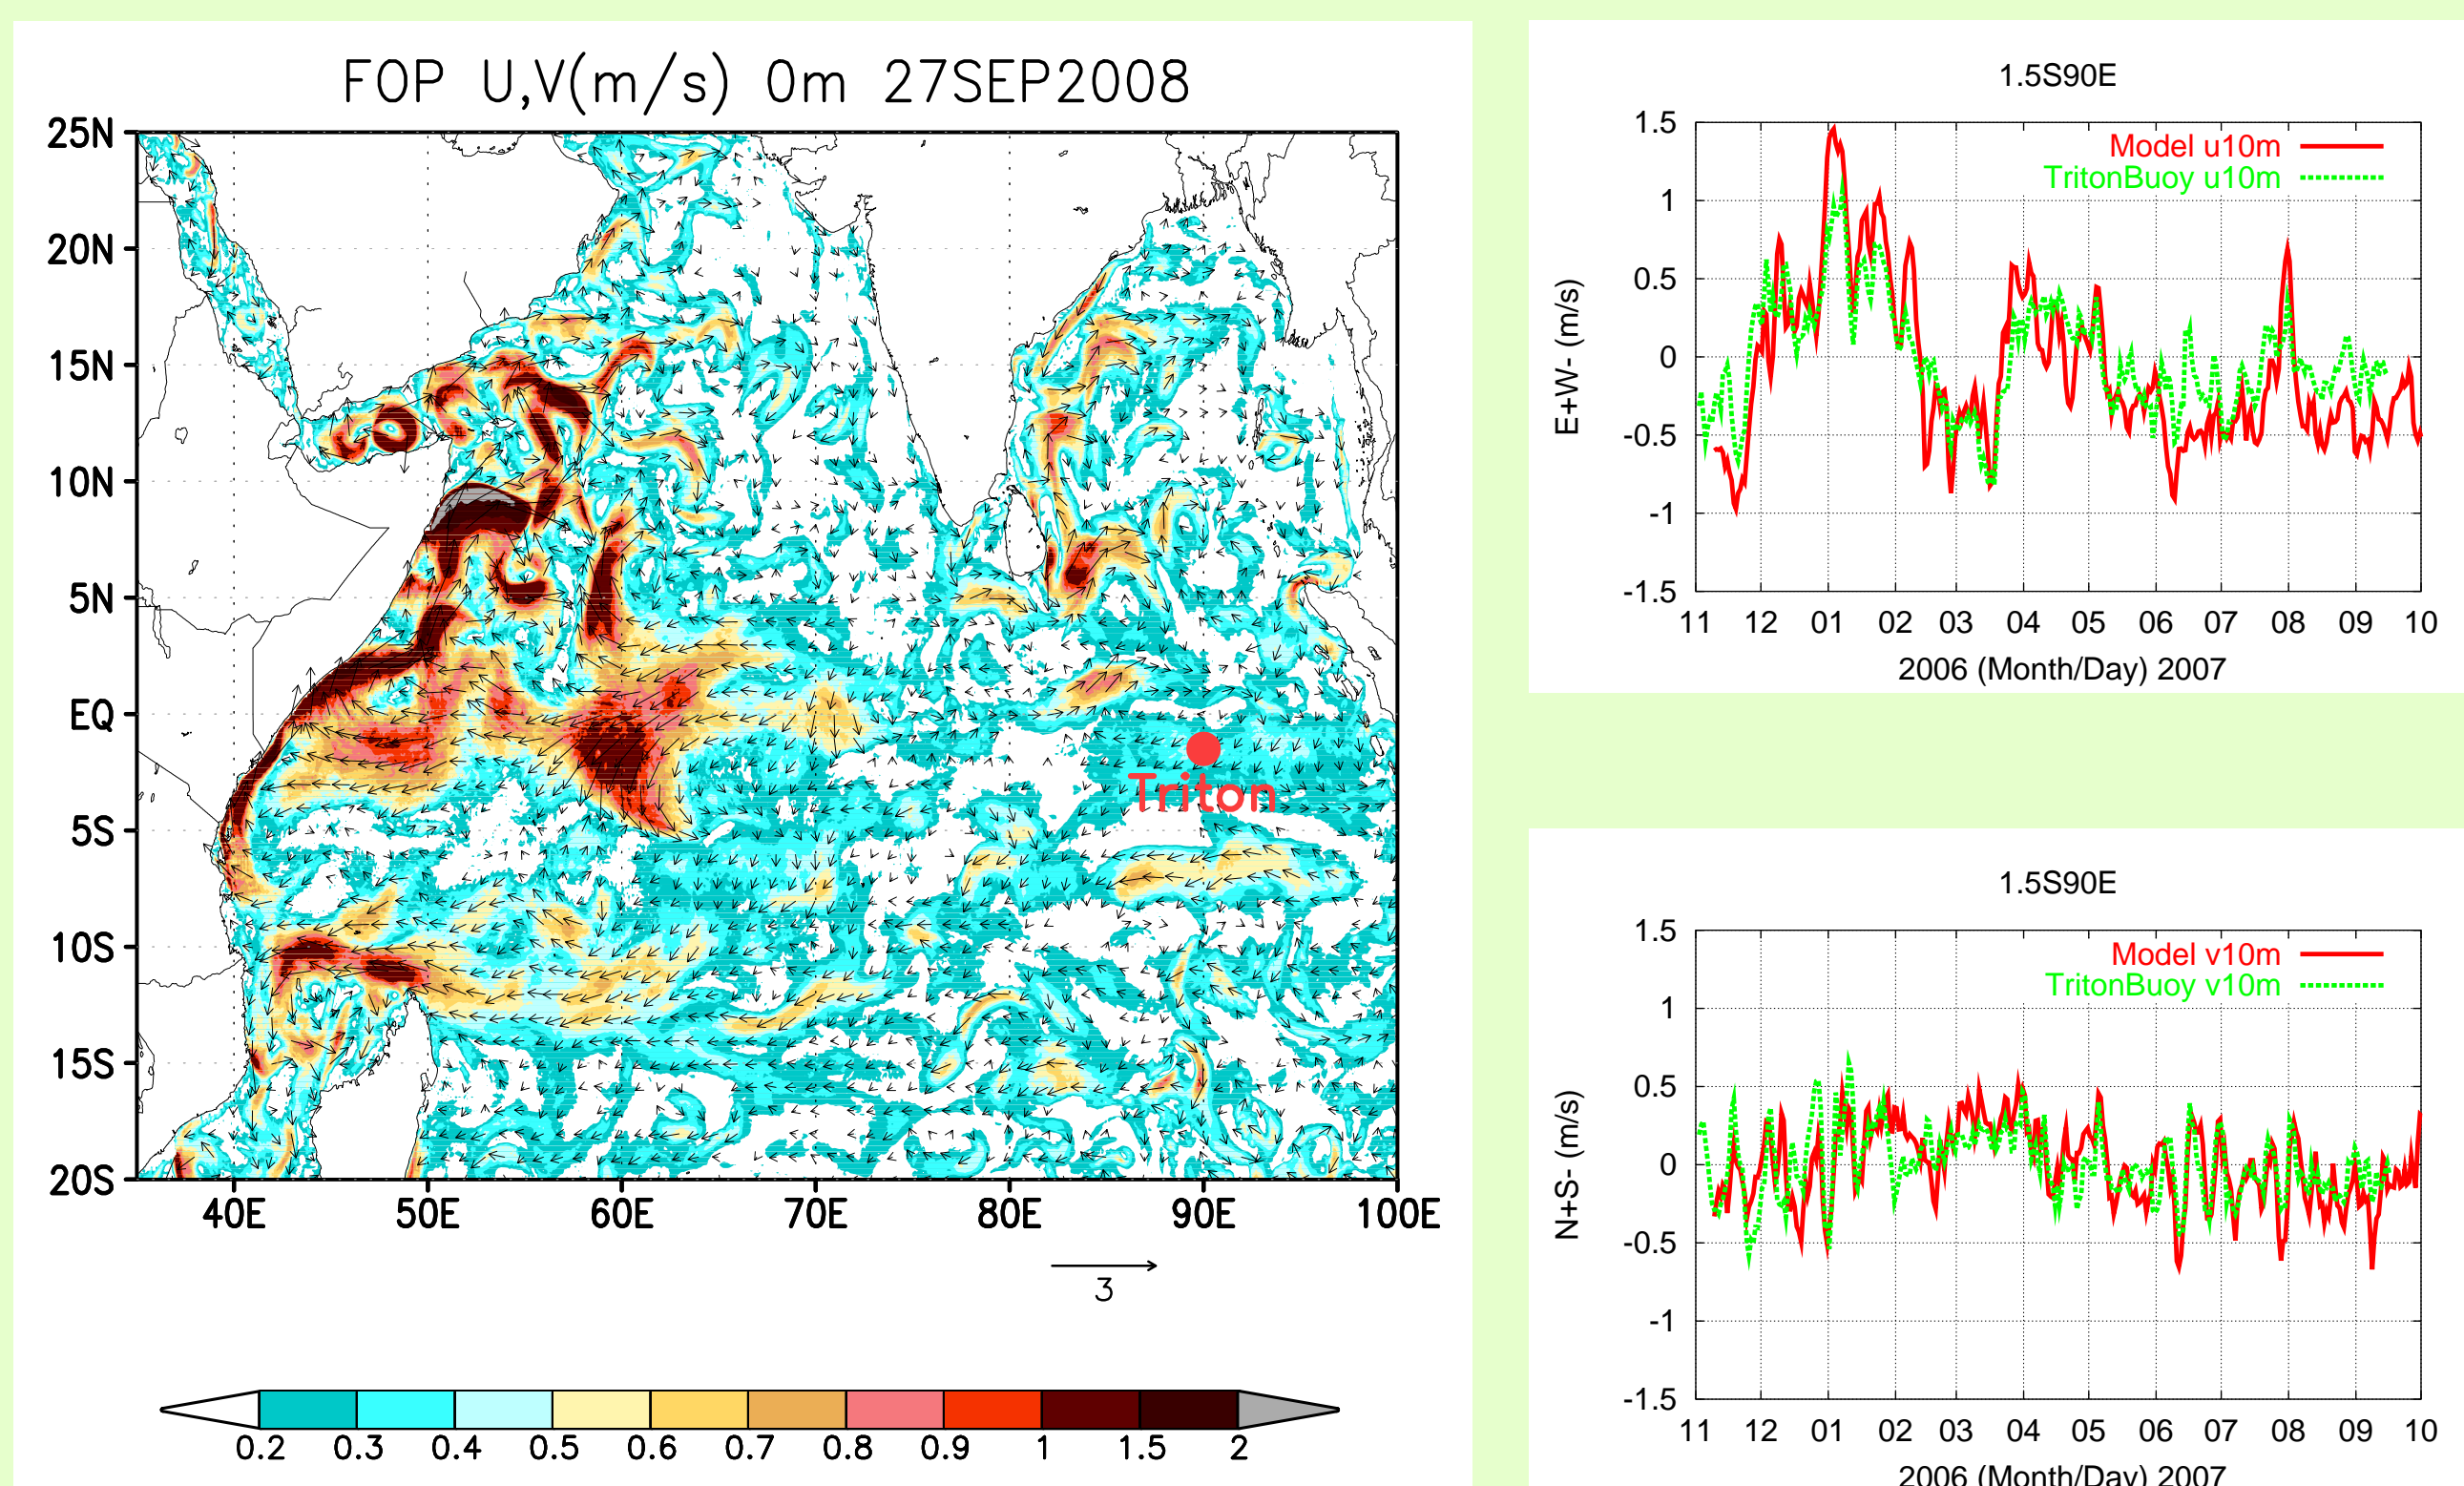 FOP U,V(m/s) 0m 27SEP2008
25N
20N
15N
10N
5N
EQ
5S
10S
15S
20S
40E 50E 60E 70E 80E 90E 100E
Triton
3
0.2 0.3 0.4 0.5 0.6 0.7 0.8 0.9 1 1.5 2
1.5S90E
Model u10m
TritonBuoy u10m
E+W- (m/s)
1.5
1
0.5
0
-0.5
-1
-1.5
11 12 01 02 03 04 05 06 07 08 09 10
2006 (Month/Day) 2007
1.5S90E
Model v10m
TritonBuoy v10m
N+S- (m/s)
1.5
1
0.5
0
-0.5
-1
-1.5
11 12 01 02 03 04 05 06 07 08 09 10
2006 (Month/Day) 2007